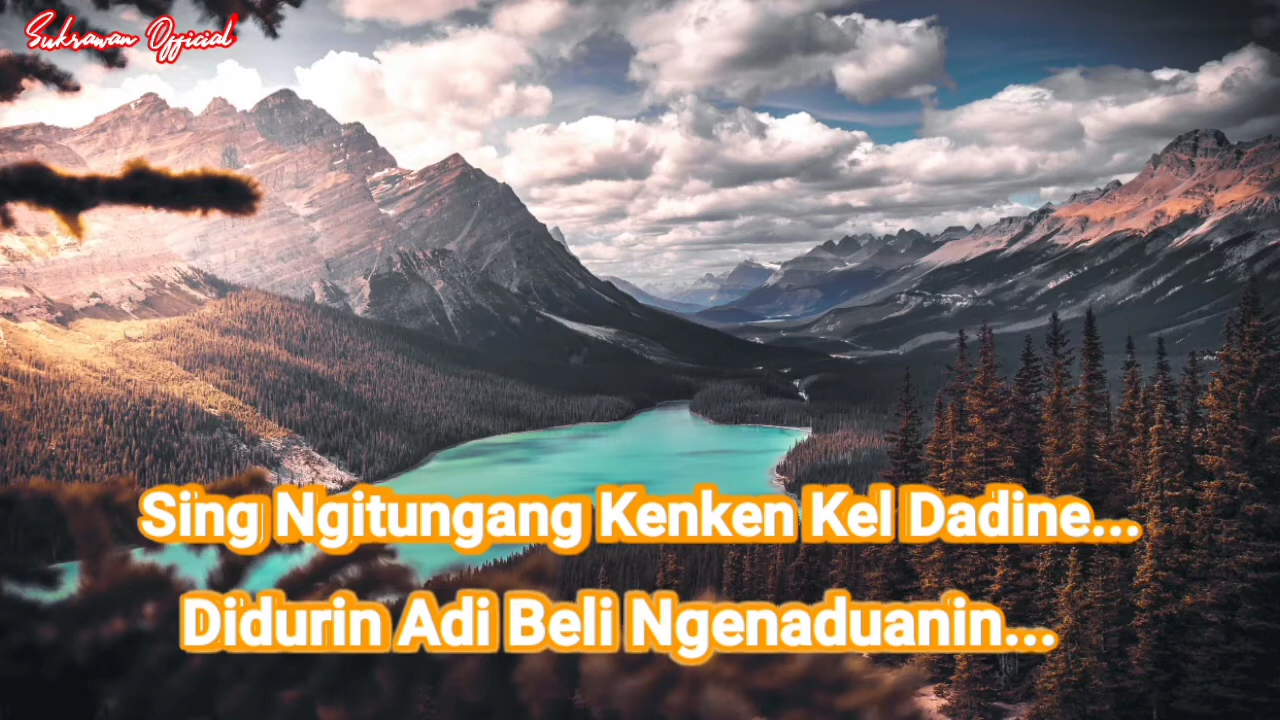 Sukrawan Official
Sing Ngitungang Kenken Kel Dadine...
Didurin Adi Beli Ngenaduanin...